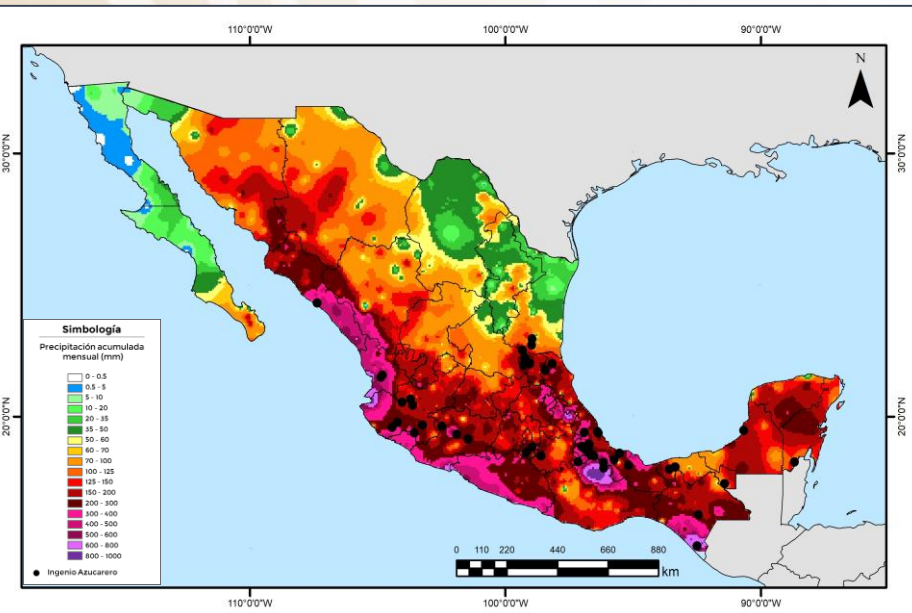 110°0'0"W
100°0'0"W
90°0'0"W
N
30°0'0"N
30°0'0"N
20°0'0"N
20°0'0"N
Simbología
Precipitación acumulada
mensual (mm)
0 - 0.5
0.5 - 5
5 - 10
10 - 20
20 - 35
35 - 50
50 - 60
60 - 70
70 - 100
100 - 125
125 - 150
150 - 200
200 - 300
300 - 400
400 - 500
500 - 600
600 - 800
800 - 1000
Ingenio Azucarero
0 110 220 440 660 880
km
110°0'0"W
100°0'0"W
90°0'0"W